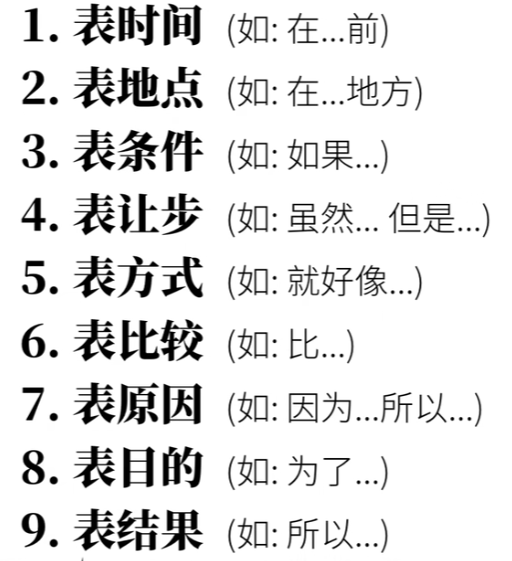 1. 表时间 (如: 在...前)
2. 表地点 (如: 在...地方)
3. 表条件 (如: 如果...)
4. 表让步 (如: 虽然... 但是...)
5. 表方式 (如: 就好像...)
6. 表比较 (如: 比...)
7. 表原因 (如: 因为...所以...)
8. 表目的 (如: 为了...)
9. 表结果 (如: 所以...)